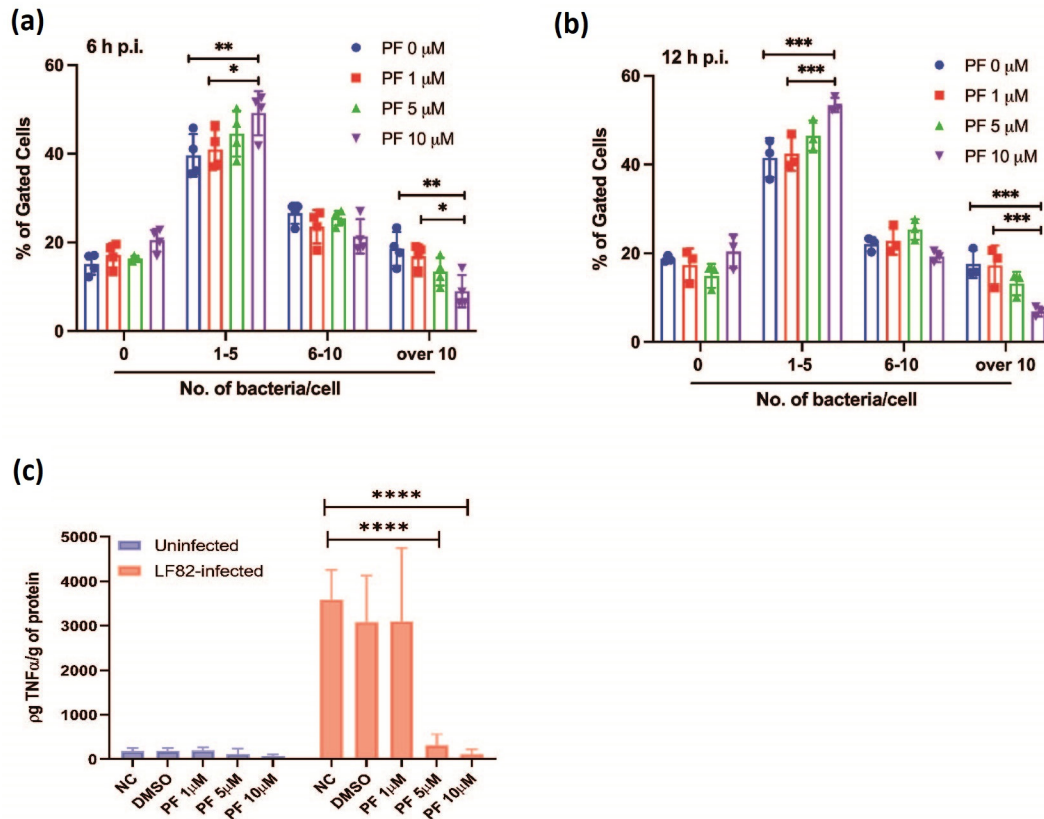 (a)
6 h p.i.
PF 0 μM
PF 1 μM
PF 5 μM
PF 10 μM
**
*
**
*
% of Gated Cells
60
40
20
0
0 1-5 6-10 over 10
No. of bacteria/cell
(b)
12 h p.i.
PF 0 μM
PF 1 μM
PF 5 μM
PF 10 μM
***
***
***
***
% of Gated Cells
60
40
20
0
0 1-5 6-10 over 10
No. of bacteria/cell
(c)
Uninfected
LF82-infected
****
****
ρg TNFα/g of protein
5000
4000
3000
2000
1000
0
NC DMSO PF 1μM PF 5μM PF 10μM NC DMSO PF 1μM PF 5μM PF 10μM